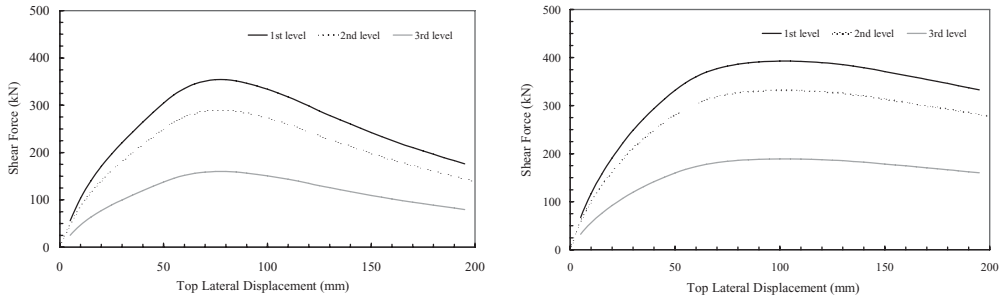 500
400
300
200
100
0
Shear Force (kN)
1st level 2nd level 3rd level
0 50 100 150 200
Top Lateral Displacement (mm)
500
400
300
200
100
0
Shear Force (kN)
1st level 2nd level 3rd level
0 50 100 150 200
Top Lateral Displacement (mm)